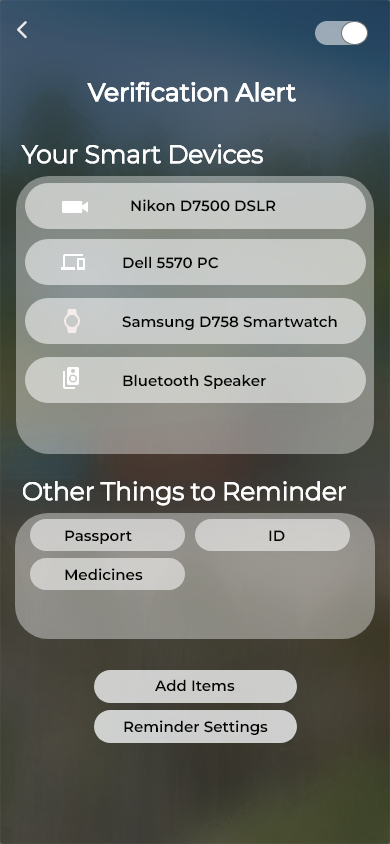 Verification Alert
Your Smart Devices
Nikon D7500 DSLR
Dell 5570 PC
Samsung D758 Smartwatch
Bluetooth Speaker
Other Things to Reminder
Passport
ID
Medicines
Add Items
Reminder Settings